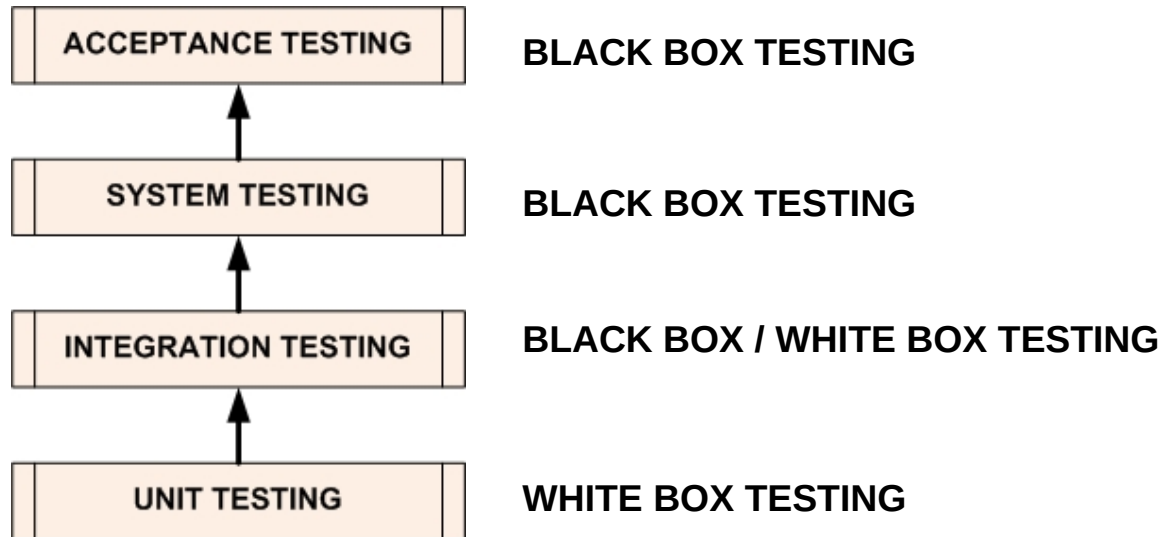 ACCEPTANCE TESTING
BLACK BOX TESTING
SYSTEM TESTING
BLACK BOX TESTING
INTEGRATION TESTING
BLACK BOX / WHITE BOX TESTING
UNIT TESTING
WHITE BOX TESTING